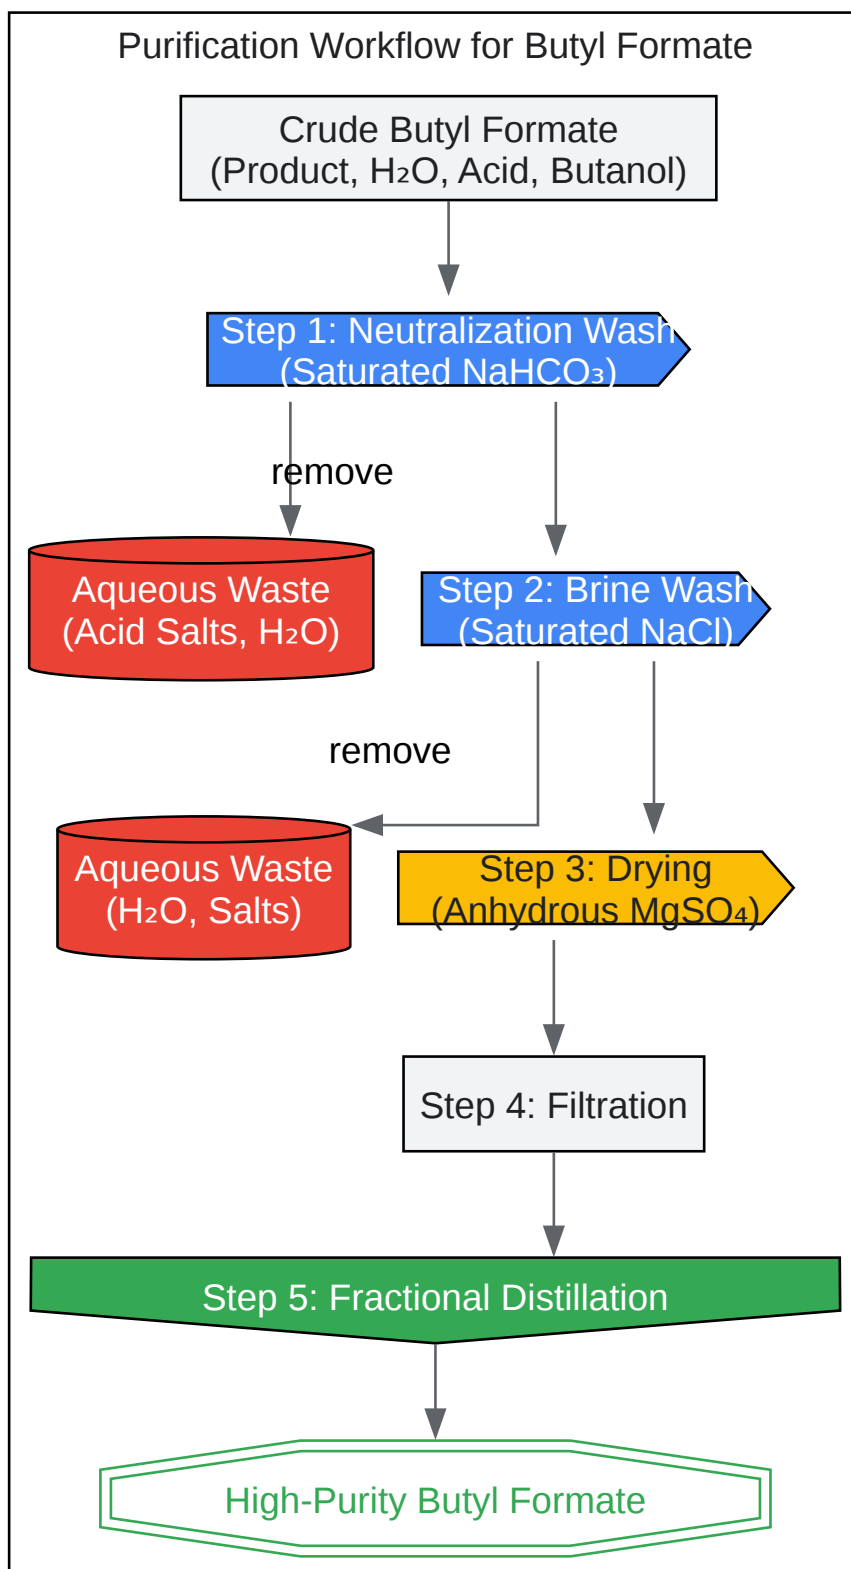 Purification Workflow for Butyl Formate
Crude Butyl Formate
(Product, H₂O, Acid, Butanol)
Step 1: Neutralization Wash
(Saturated NaHCO₃)
remove
Aqueous Waste
(Acid Salts, H₂O)
Step 2: Brine Wash
(Saturated NaCl)
remove
Aqueous Waste
(H₂O, Salts)
Step 3: Drying
(Anhydrous MgSO₄)
Step 4: Filtration
Step 5: Fractional Distillation
High-Purity Butyl Formate